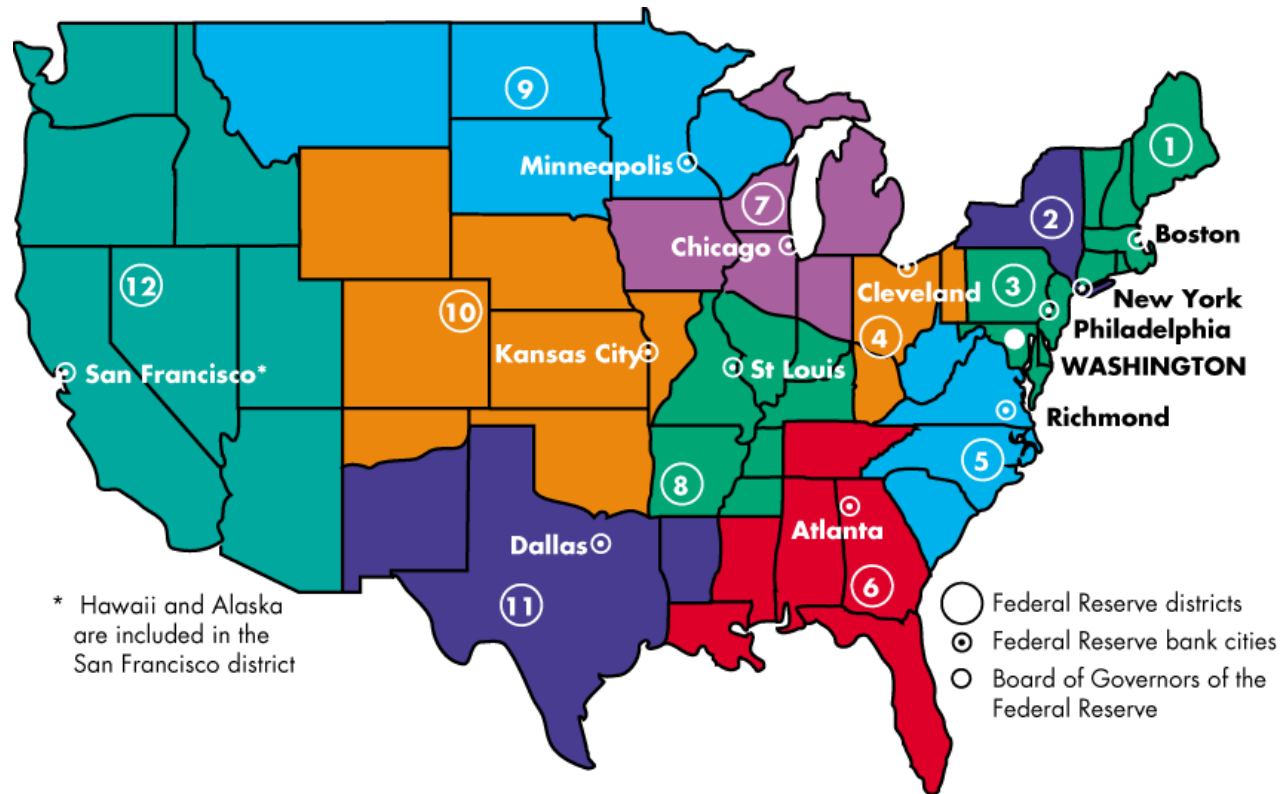 9
1
Minneapolis
7
2
Boston
Chicago
12
3
Cleveland
New York
10
Philadelphia
4
Kansas City
St Louis
WASHINGTON
San Francisco*
Richmond
5
8
Atlanta
Dallas
6
11
* Hawaii and Alaska
are included in the
San Francisco district
Federal Reserve districts
Federal Reserve bank cities
Board of Governors of the
Federal Reserve